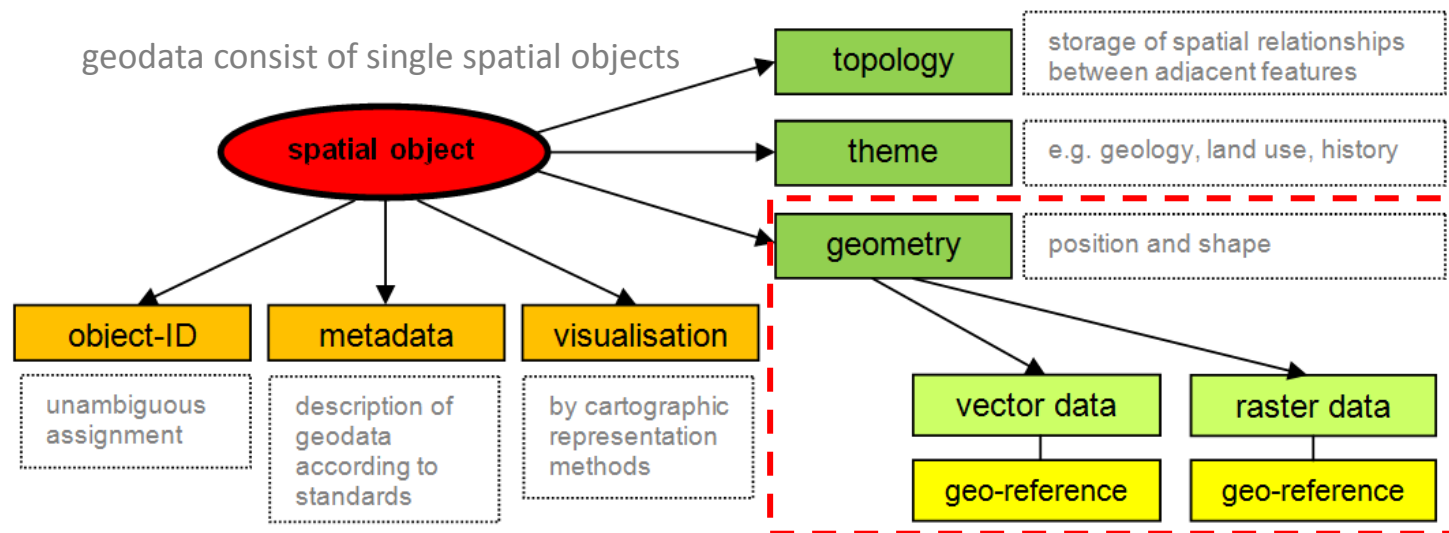 geodata consist of single spatial objects
spatial object
topology
storage of spatial relationships
between adjacent features
theme
e.g. geology, land use, history
geometry
position and shape
object-ID
unambiguous
assignment
metadata
description of
geodata
according to
standards
visualisation
by cartographic
representation
methods
vector data
raster data
geo-reference
geo-reference